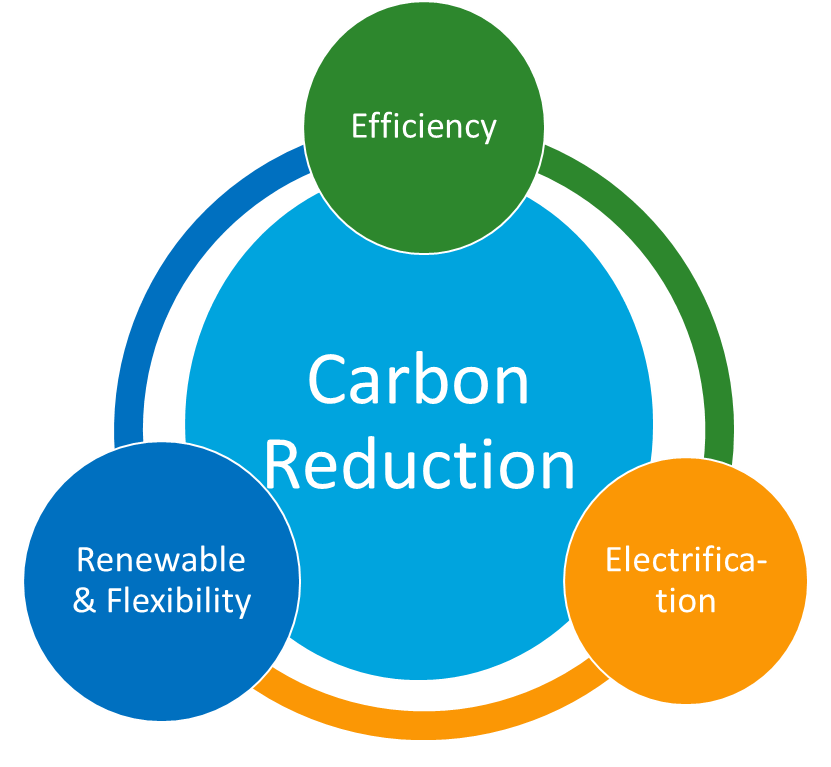 Efficiency
Carbon
Reduction
Renewable
& Flexibility
Electrifica-
tion